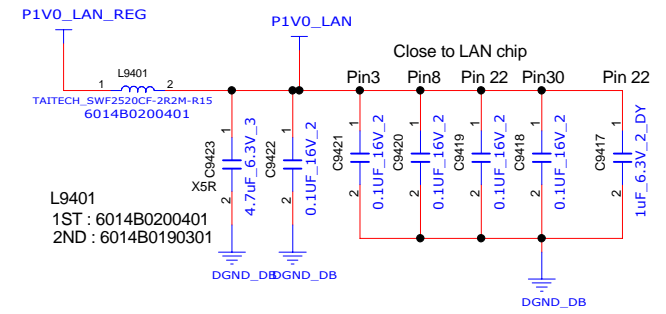 P1V0_LAN_REG
P1V0_LAN
Close to LAN chip
L9401
1
2
Pin3
Pin8
Pin 22
Pin30
Pin 22
TAITECH_SWF2520CF-2R2M-R15
6014B0200401
1
C9423
X5R
4.7uF_6.3V_3
2
1
C9422
0.1UF_16V_2
2
1
C9421
0.1UF_16V_2
2
1
C9420
0.1UF_16V_2
2
1
C9419
0.1UF_16V_2
2
1
C9418
0.1UF_16V_2
2
1
C9417
1uF_6.3V_2_DY
2
L9401
1ST : 6014B0200401
2ND : 6014B0190301
DGND_DB
DGND_DB
DGND_DB